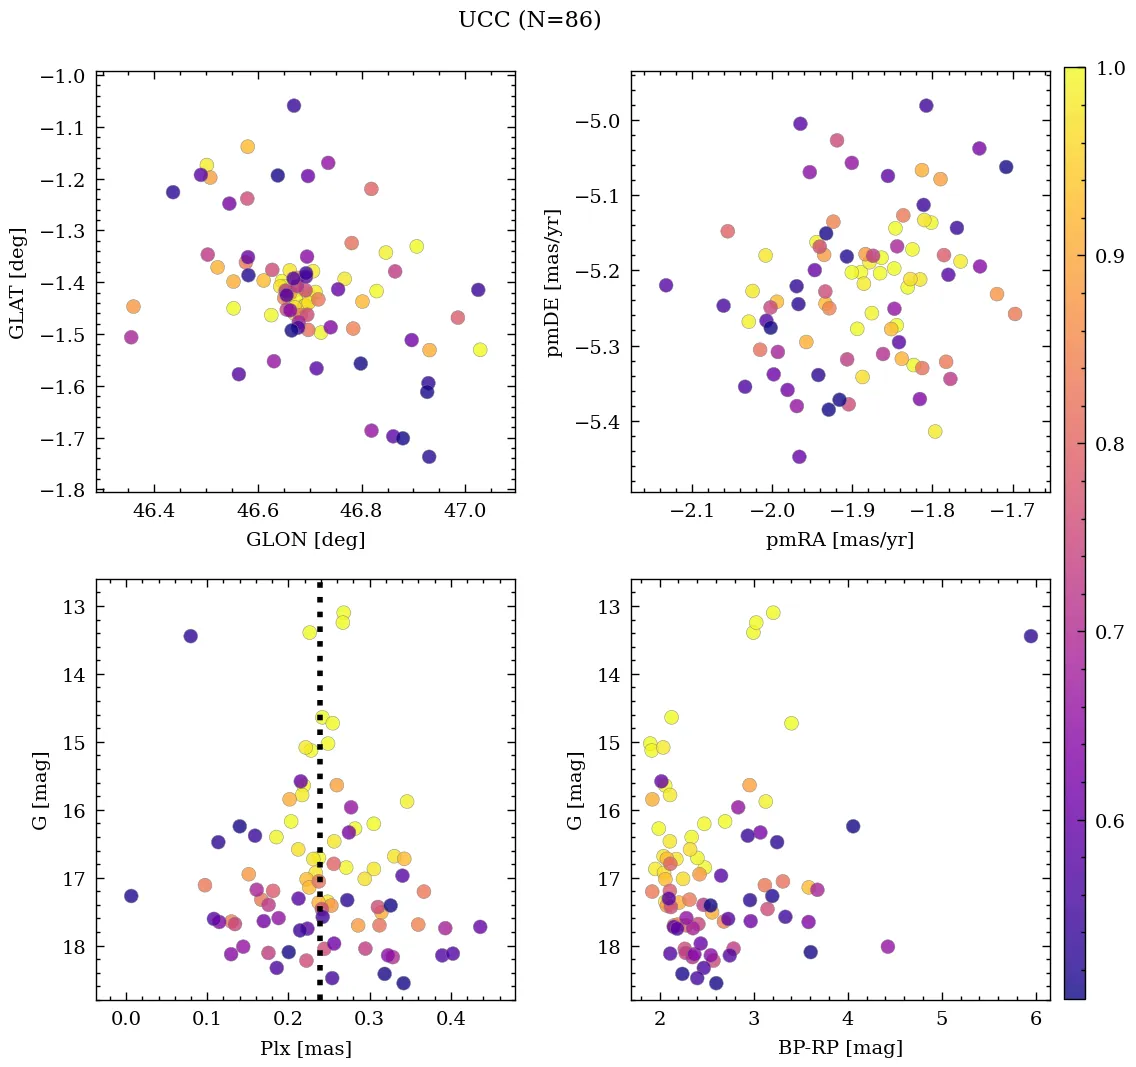 UCC (N=86)
−1.0
−1.1
−1.2
−1.3
−1.4
−1.5
−1.6
−1.7
−1.8
GLAT [deg]
46.4 46.6 46.8 47.0
GLON [deg]
−5.0
−5.1
−5.2
−5.3
−5.4
pmDE [mas/yr]
−2.1 −2.0 −1.9 −1.8 −1.7
pmRA [mas/yr]
1.0
0.9
0.8
0.7
0.6
13
14
15
16
17
18
G [mag]
0.0 0.1 0.2 0.3 0.4
Plx [mas]
13
14
15
16
17
18
G [mag]
2 3 4 5 6
BP-RP [mag]